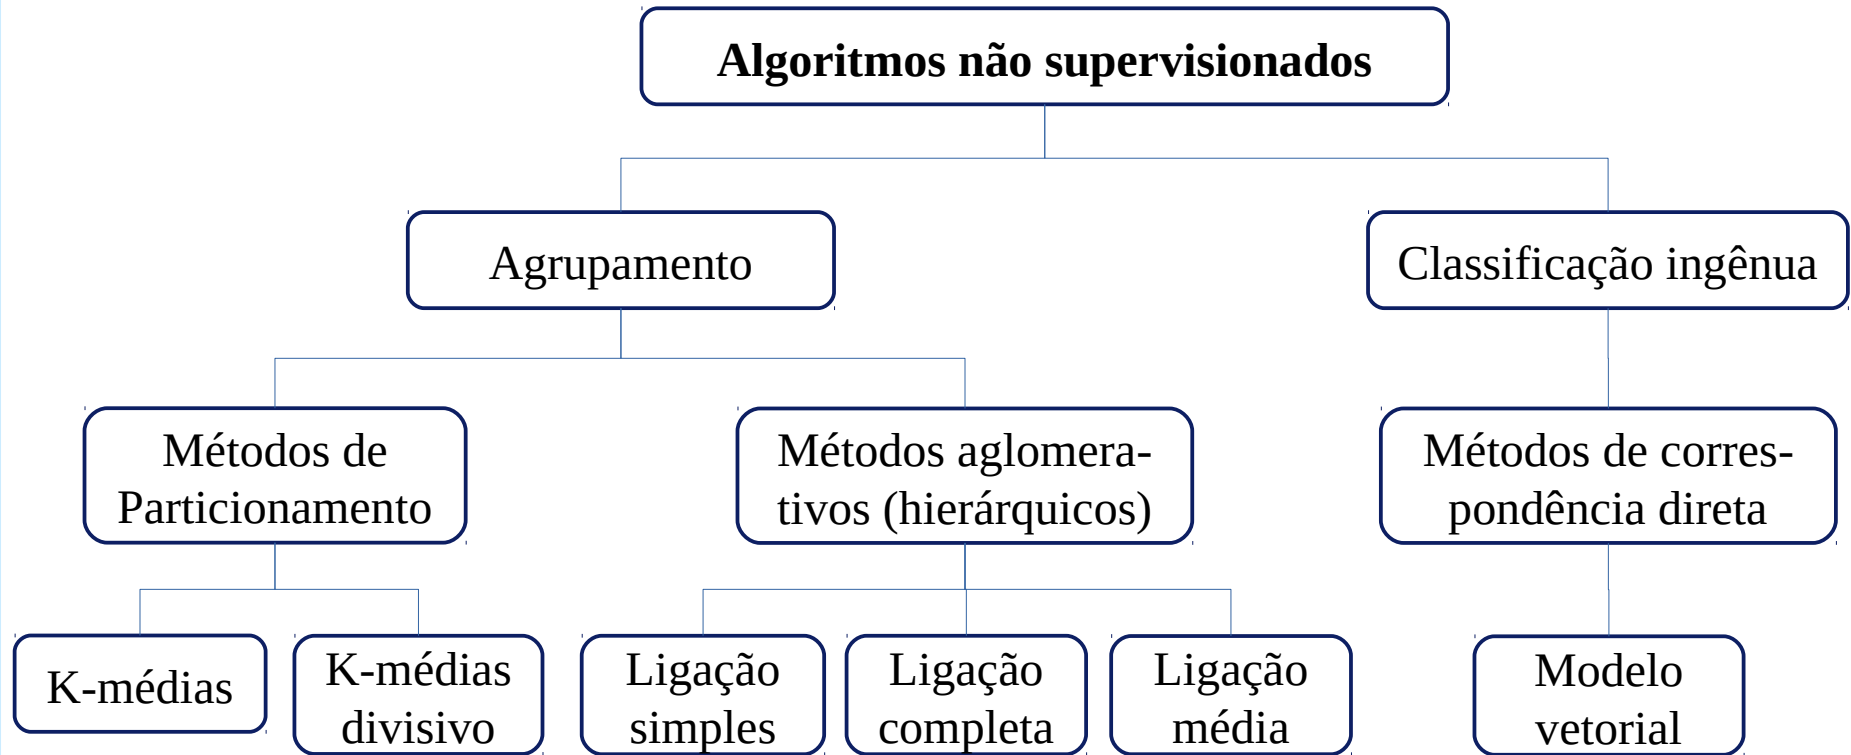 Algoritmos não supervisionados
Agrupamento
Classificação ingênua
Métodos de
Particionamento
Métodos aglomera-
tivos (hierárquicos)
Métodos de corres-
pondência direta
K-médias
K-médias
divisivo
Ligação
simples
Ligação
completa
Ligação
média
Modelo
vetorial